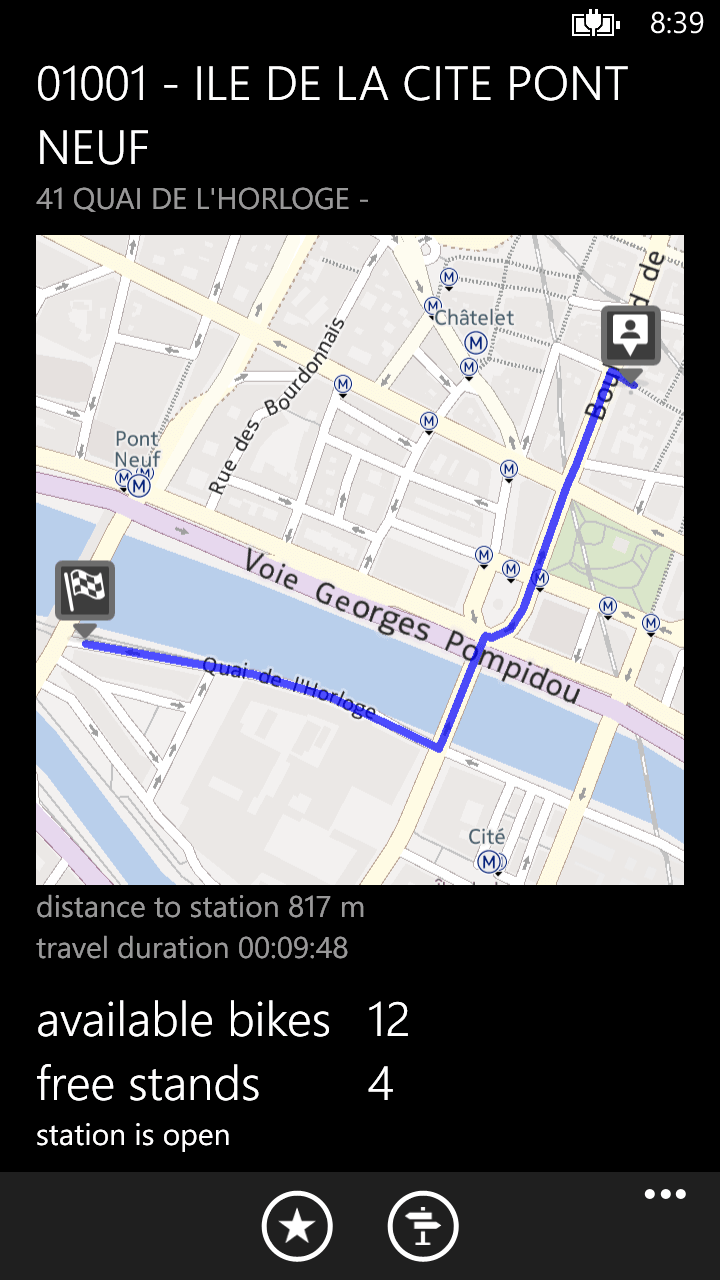 8:39
01001 - ILE DE LA CITE PONT
NEUF
41 QUAI DE L'HORLOGE -
d de
M
M
Châtelet
M
M
Bou
M
Rue des Bourdonnais
M
Pont
Neuf
M
M
M
M
M
M
M
M
M
Voie Georges Pompidou
Quai de l'Horloge
Cité
M
distance to station 817 m
travel duration 00:09:48
available bikes 12
free stands 4
station is open